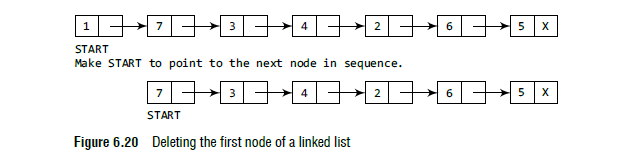 1 7 3 4 2 6 5 X
START
Make START to point to the next node in sequence.
7 3 4 2 6 5 X
START
Figure 6.20 Deleting the first node of a linked list